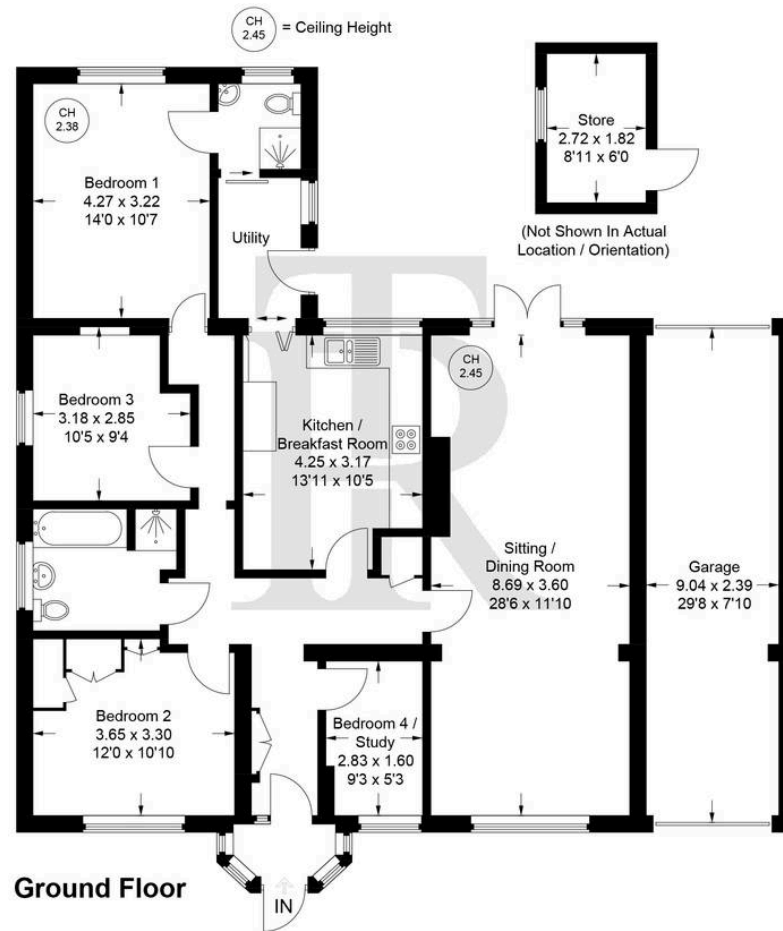 CH
2.45
= Ceiling Height
CH
2.38
Bedroom 1
4.27 x 3.22
14'0 x 10'7
Utility
Store
2.72 x 1.82
8'11 x 6'0
(Not Shown In Actual
Location / Orientation)
Bedroom 3
3.18 x 2.85
10'5 x 9'4
Kitchen /
Breakfast Room
4.25 x 3.17
13'11 x 10'5
CH
2.45
Sitting /
Dining Room
8.69 x 3.60
28'6 x 11'10
Garage
9.04 x 2.39
29'8 x 7'10
Bedroom 2
3.65 x 3.30
12'0 x 10'10
Bedroom 4 /
Study
2.83 x 1.60
9'3 x 5'3
Ground Floor
IN
TR